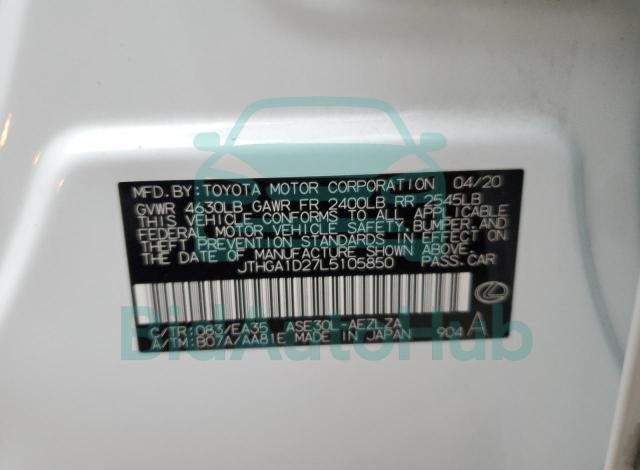 MFD.BY:TOYOTA MOTOR CORPORATION 04/20
GVWR 4630LB GAWR FR 2400LB RR 2545LB
THIS VEHICLE CONFORMS TO ALL APPLICABLE
FEDERAL MOTOR VEHICLE SAFETY, BUMPER, AND
THEFT PREVENTION STANDARDS IN EFFECT ON
THE DATE OF MANUFACTURE SHOWN ABOVE.
JTHGA1D27L5105850 PASS.CAR
C/TR:083/EA35 ASE30L-AEZLZA A
A/TM:B07A/AA81E MADE IN JAPAN 904
BidAutoHub